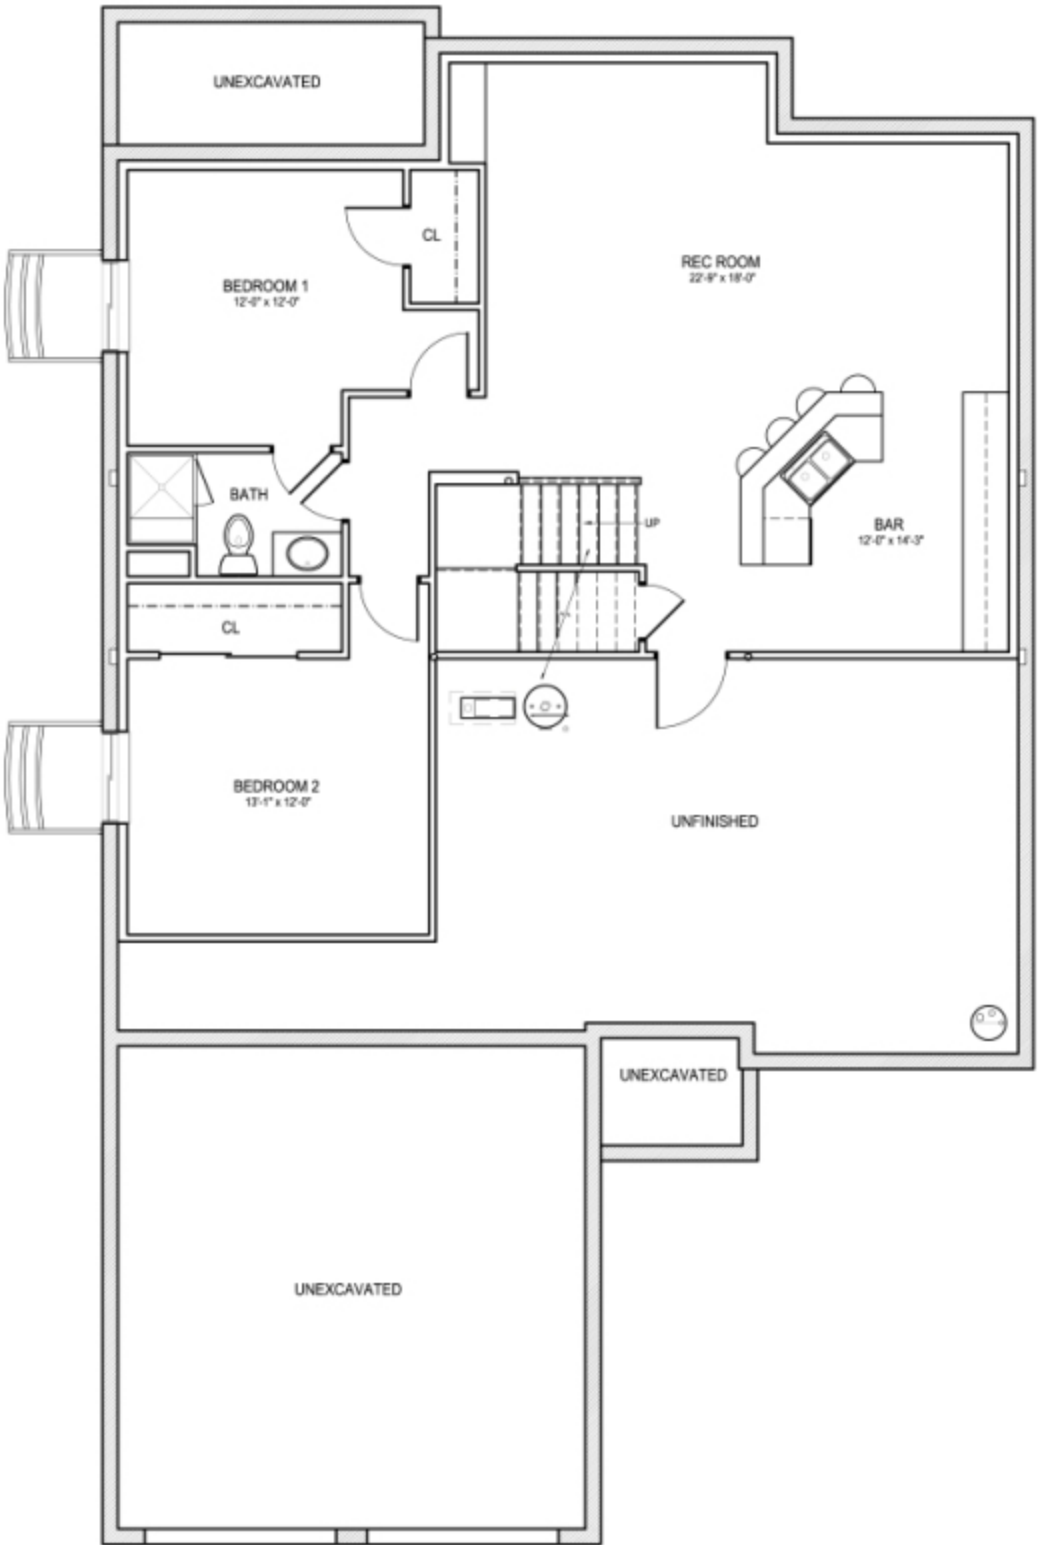 UNEXCAVATED
CL
REC ROOM
22'-9" x 18'-0"
BEDROOM 1
12'-0" x 12'-0"
BATH
UP
BAR
12'-0" x 14'-3"
CL
BEDROOM 2
13'-1" x 12'-0"
UNFINISHED
UNEXCAVATED
UNEXCAVATED